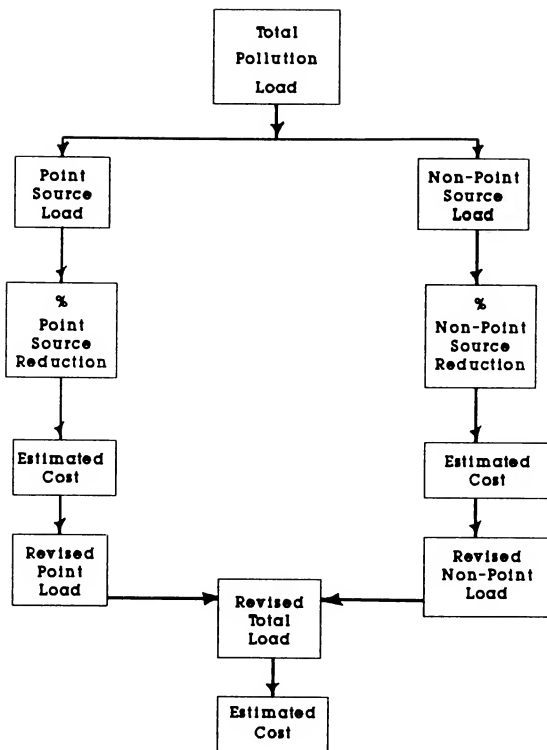 Total
Pollution
Load
Point
Source
Load
Non-Point
Source
Load
%
Point
Source
Reduction
%
Non-Point
Source
Reduction
Estimated
Cost
Estimated
Cost
Revised
Point
Load
Revised
Non-Point
Load
Revised
Total
Load
Estimated
Cost